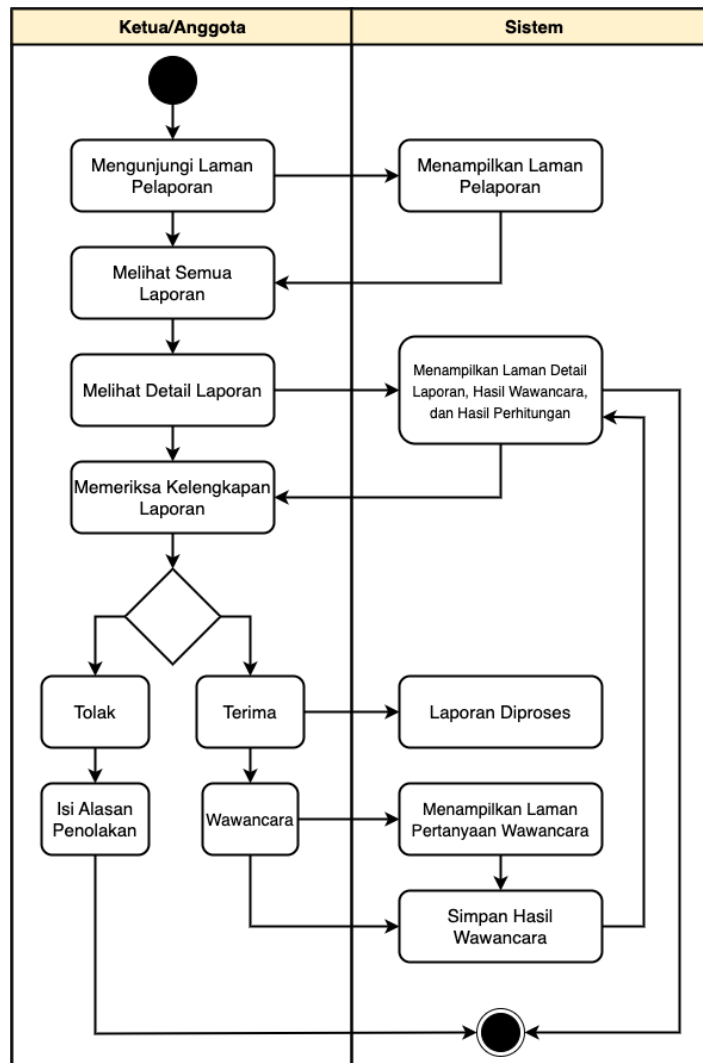 Ketua/Anggota
Sistem
Mengunjungi Laman
Pelaporan
Menampilkan Laman
Pelaporan
Melihat Semua
Laporan
Melihat Detail Laporan
Menampilkan Laman Detail
Laporan, Hasil Wawancara,
dan Hasil Perhitungan
Memeriksa Kelengkapan
Laporan
Tolak
Terima
Laporan Diproses
Isi Alasan
Penolakan
Wawancara
Menampilkan Laman
Pertanyaan Wawancara
Simpan Hasil
Wawancara